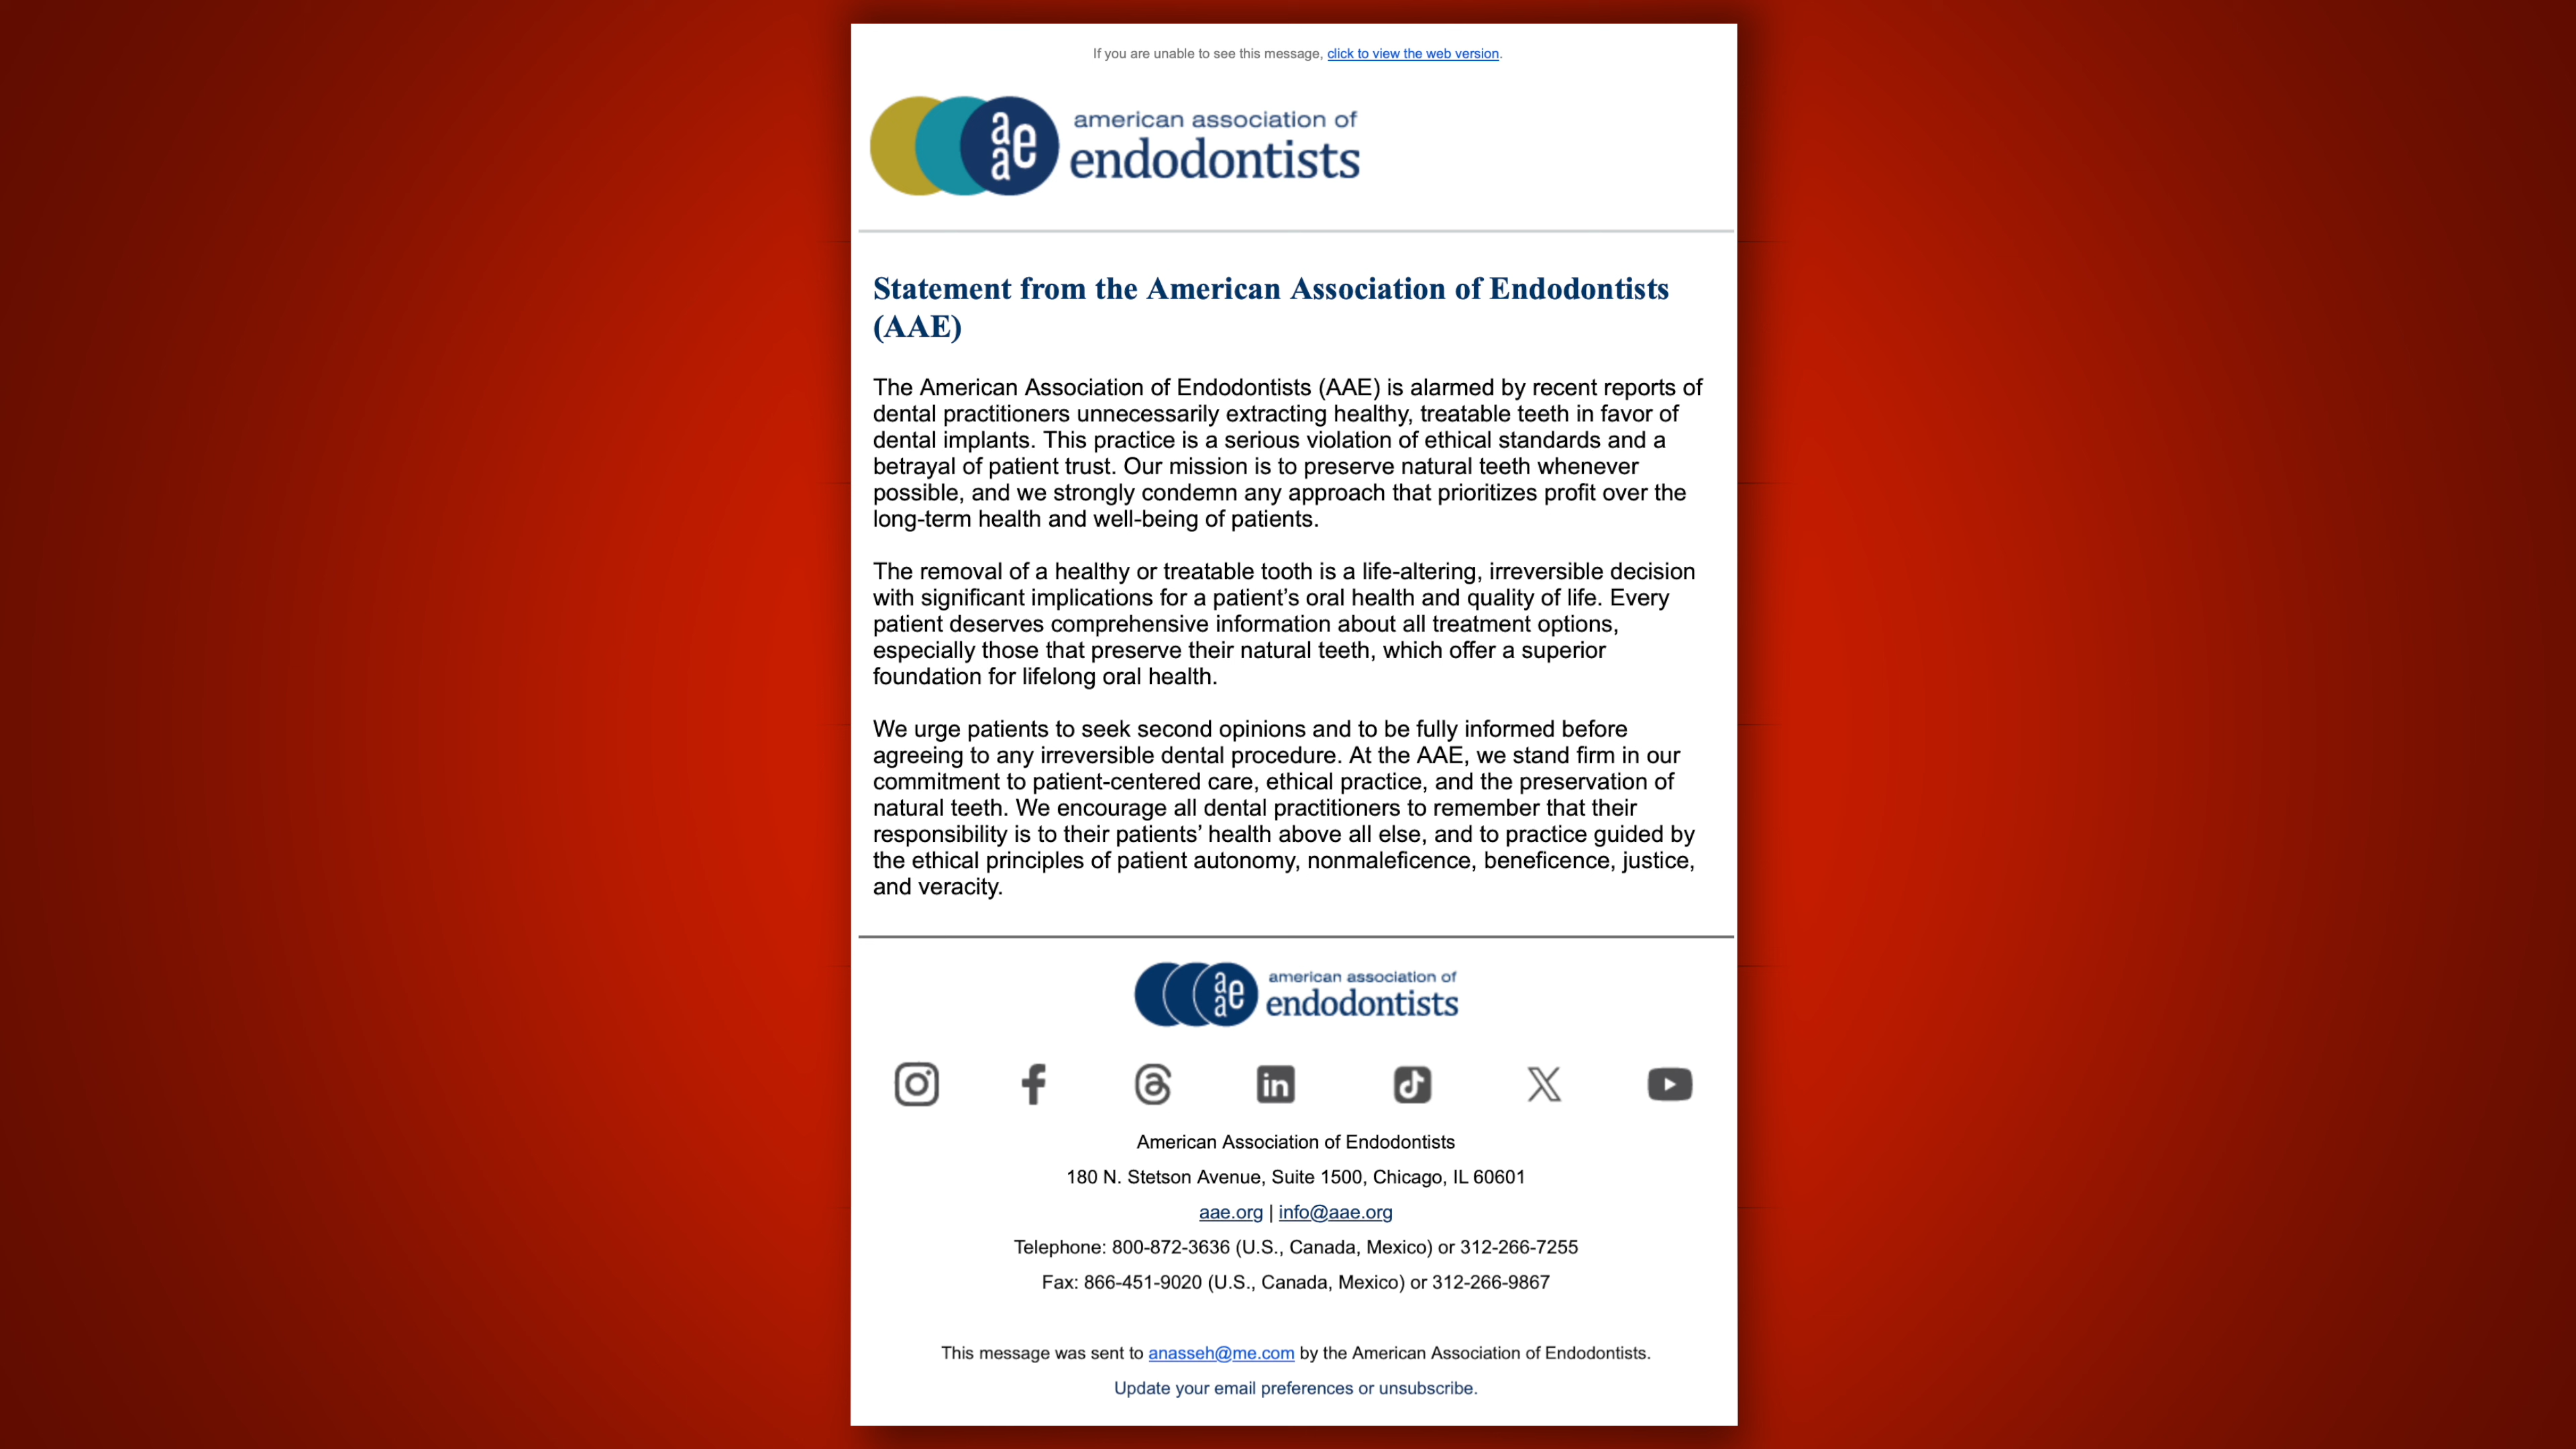 If you are unable to see this message, click to view the web version.
aae
american association of
endodontists
Statement from the American Association of Endodontists
(AAE)
The American Association of Endodontists (AAE) is alarmed by recent reports of
dental practitioners unnecessarily extracting healthy, treatable teeth in favor of
dental implants. This practice is a serious violation of ethical standards and a
betrayal of patient trust. Our mission is to preserve natural teeth whenever
possible, and we strongly condemn any approach that prioritizes profit over the
long-term health and well-being of patients.
The removal of a healthy or treatable tooth is a life-altering, irreversible decision
with significant implications for a patient’s oral health and quality of life. Every
patient deserves comprehensive information about all treatment options,
especially those that preserve their natural teeth, which offer a superior
foundation for lifelong oral health.
We urge patients to seek second opinions and to be fully informed before
agreeing to any irreversible dental procedure. At the AAE, we stand firm in our
commitment to patient-centered care, ethical practice, and the preservation of
natural teeth. We encourage all dental practitioners to remember that their
responsibility is to their patients’ health above all else, and to practice guided by
the ethical principles of patient autonomy, nonmaleficence, beneficence, justice,
and veracity.
aae
american association of
endodontists
American Association of Endodontists
180 N. Stetson Avenue, Suite 1500, Chicago, IL 60601
aae.org | info@aae.org
Telephone: 800-872-3636 (U.S., Canada, Mexico) or 312-266-7255
Fax: 866-451-9020 (U.S., Canada, Mexico) or 312-266-9867
This message was sent to anasseh@me.com by the American Association of Endodontists.
Update your email preferences or unsubscribe.